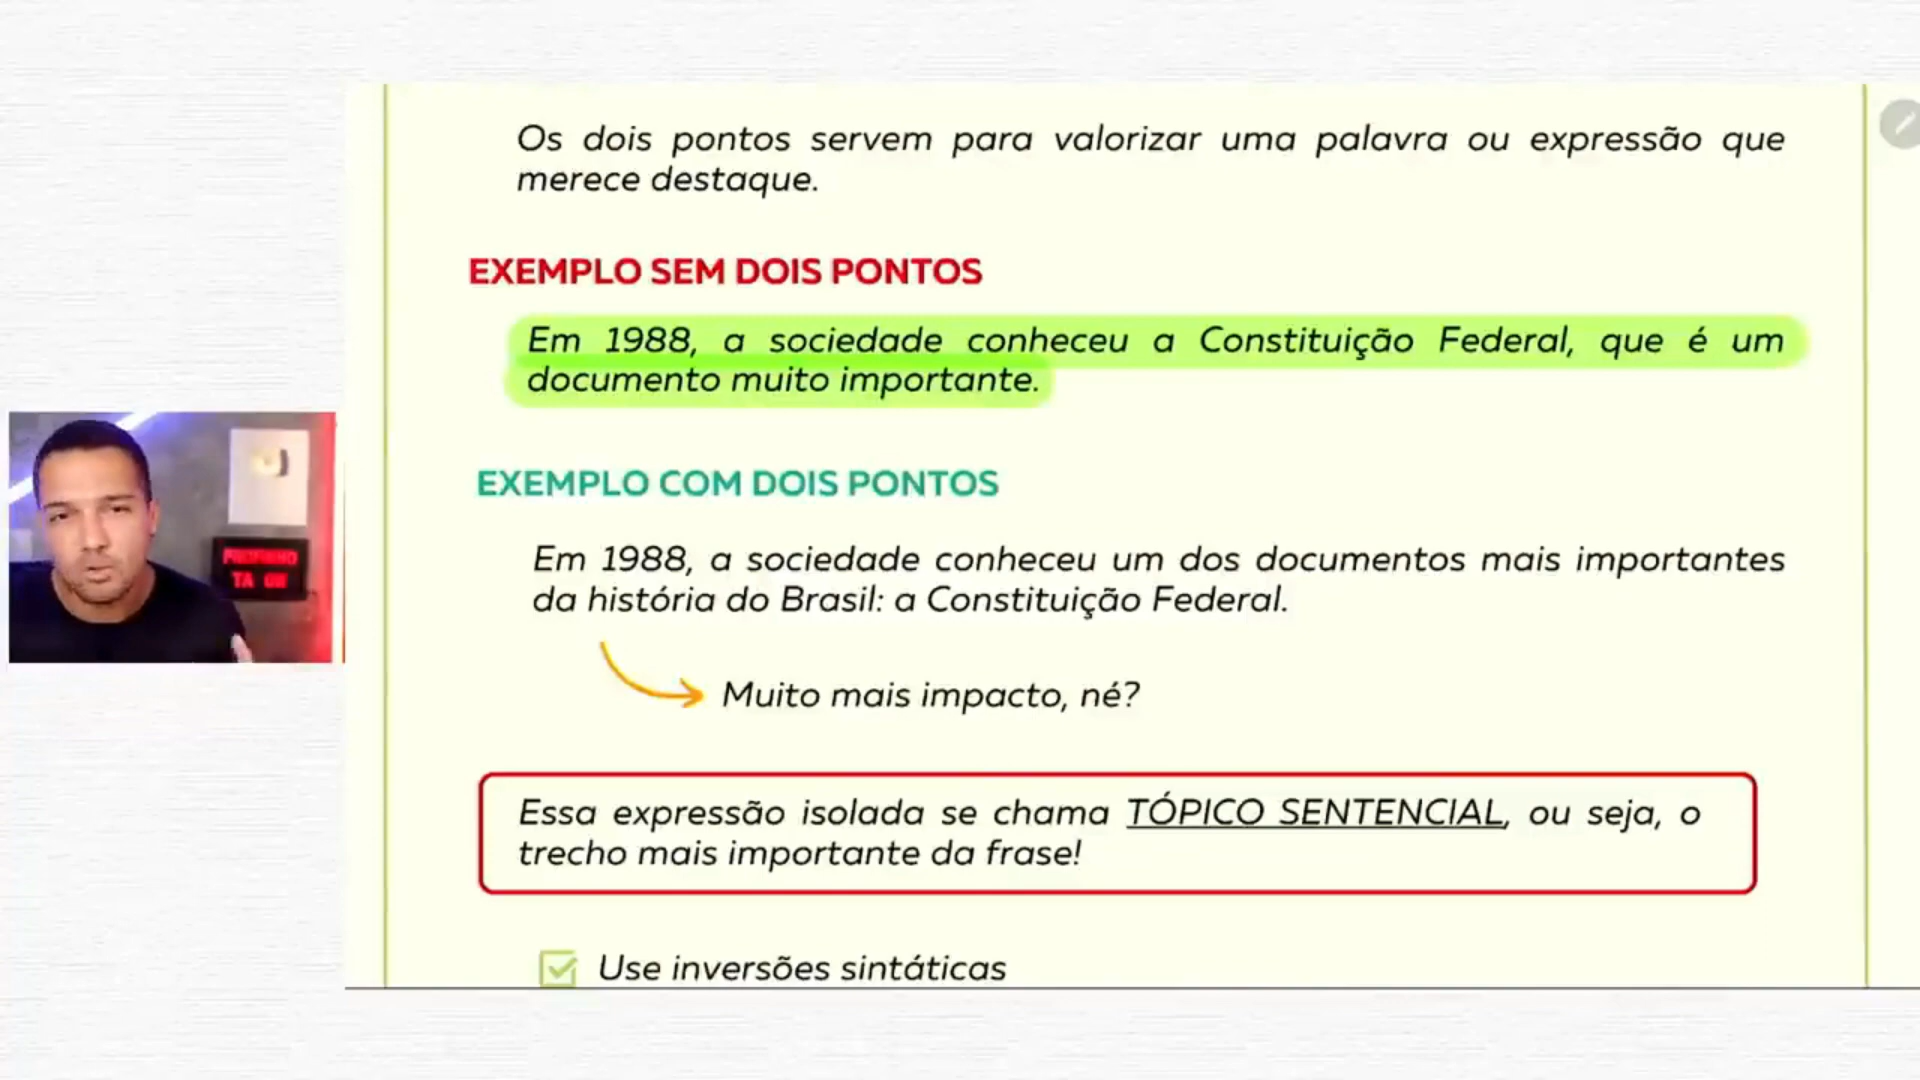 Os dois pontos servem para valorizar uma palavra ou expressão que
merece destaque.
EXEMPLO SEM DOIS PONTOS
Em 1988, a sociedade conheceu a Constituição Federal, que é um
documento muito importante.
EXEMPLO COM DOIS PONTOS
Em 1988, a sociedade conheceu um dos documentos mais importantes
da história do Brasil: a Constituição Federal.
Muito mais impacto, né?
Essa expressão isolada se chama TÓPICO SENTENCIAL, ou seja, o
trecho mais importante da frase!
Use inversões sintáticas
TA ON